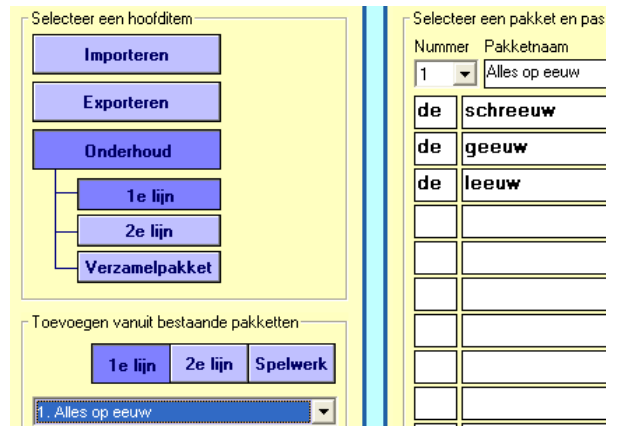 Selecteer een hoofditem
Importeren
Exporteren
Onderhoud
1e lijn
2e lijn
Verzamelpakket
Toevoegen vanuit bestaande pakketten
1e lijn 2e lijn Spelwerk
1. Alles op eeuw
Selecteer een pakket en pas
Nummer Pakketnaam
1 Alles op eeuw
de schreeuw
de geeuw
de leeuw